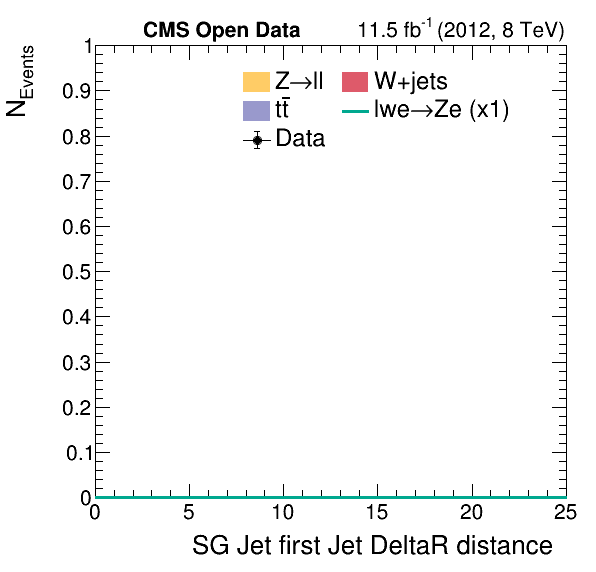 CMS Open Data 11.5 fb⁻¹ (2012, 8 TeV)
N_Events
Z→ll W+jets
tt̄ lwe→Ze (x1)
Data
1
0.9
0.8
0.7
0.6
0.5
0.4
0.3
0.2
0.1
0
0 5 10 15 20 25
SG Jet first Jet DeltaR distance